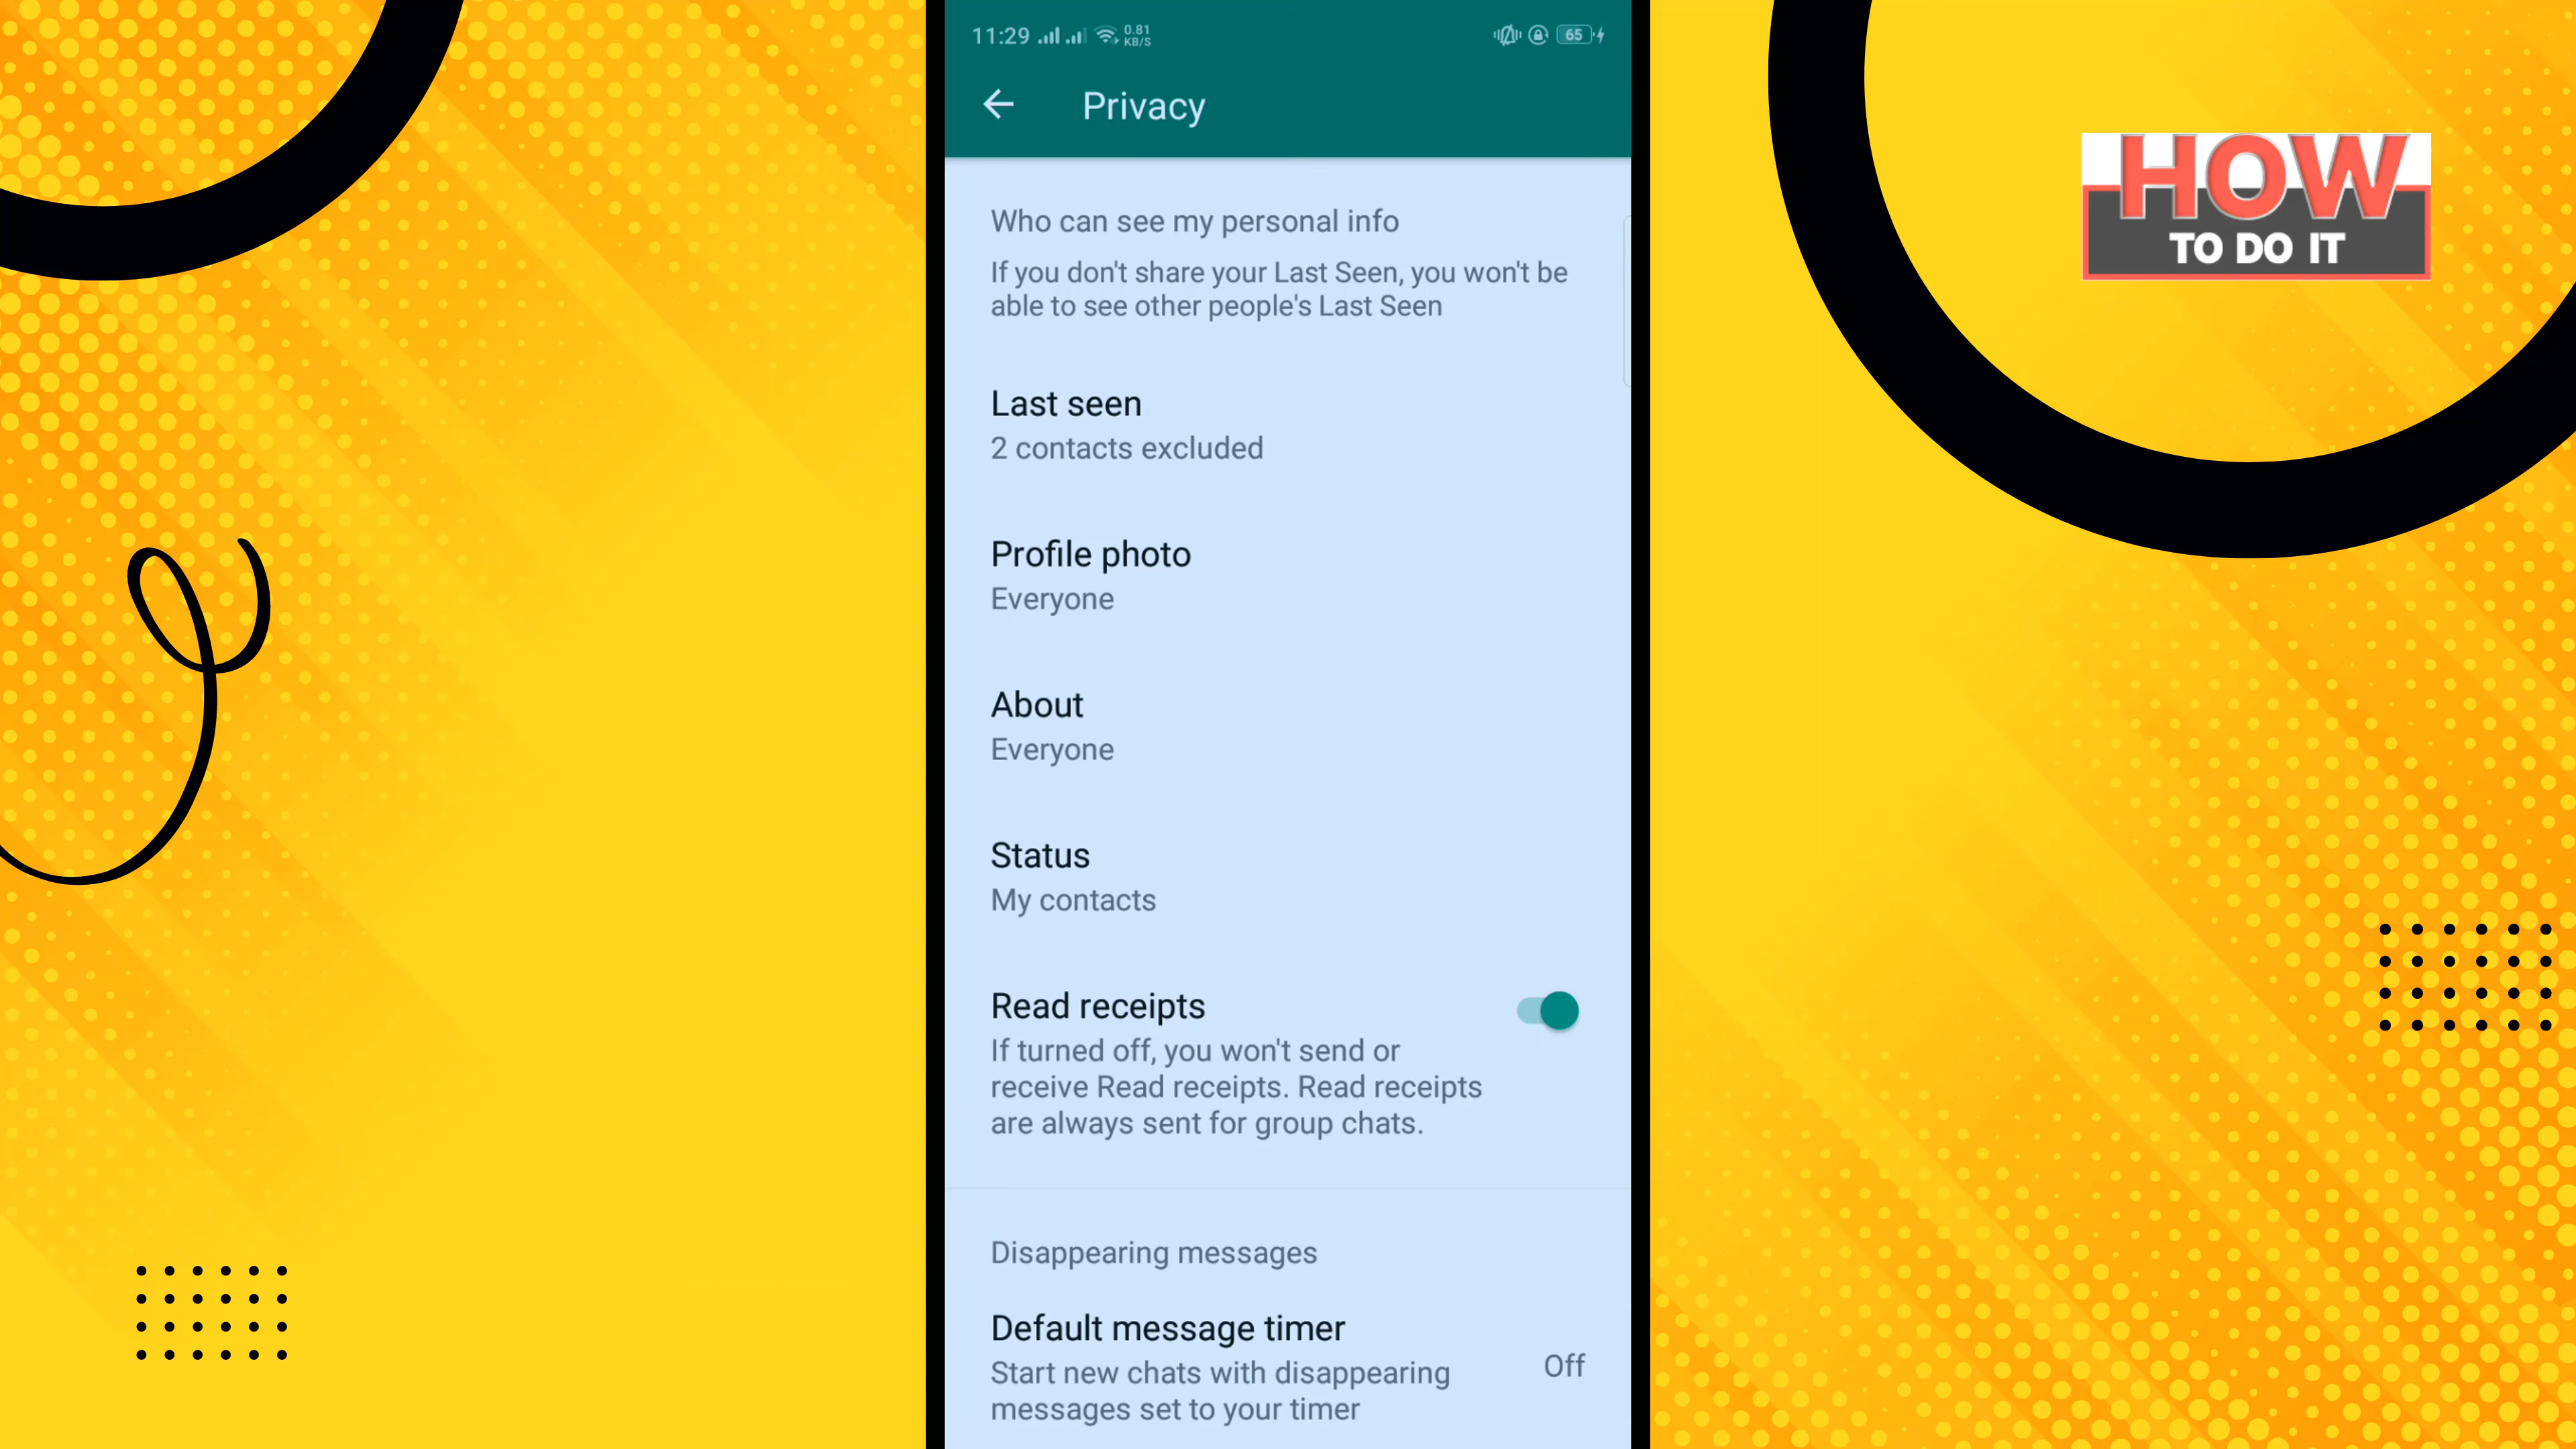 11:29 0.81 KB/S 65
Privacy
HOW
TO DO IT
Who can see my personal info
If you don't share your Last Seen, you won't be
able to see other people's Last Seen
Last seen
2 contacts excluded
Profile photo
Everyone
About
Everyone
Status
My contacts
Read receipts
If turned off, you won't send or
receive Read receipts. Read receipts
are always sent for group chats.
Disappearing messages
Default message timer
Start new chats with disappearing
messages set to your timer
Off